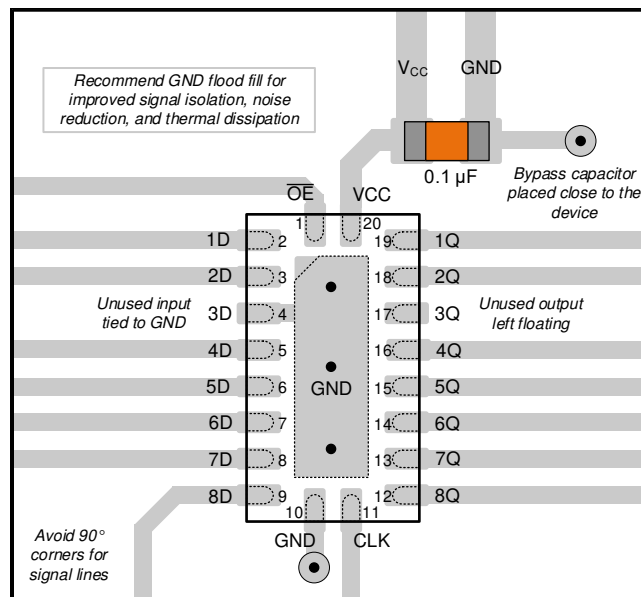 Recommend GND flood fill for
improved signal isolation, noise
reduction, and thermal dissipation
VCC GND
0.1 µF
Bypass capacitor
placed close to the
device
OE VCC
1 20
1D 2 19 1Q
2D 3 18 2Q
Unused input
tied to GND
3D 4 17 3Q
Unused output
left floating
4D 5 16 4Q
5D 6 15 5Q
GND
6D 7 14 6Q
7D 8 13 7Q
8D 9 12 8Q
10 11
GND CLK
Avoid 90°
corners for
signal lines